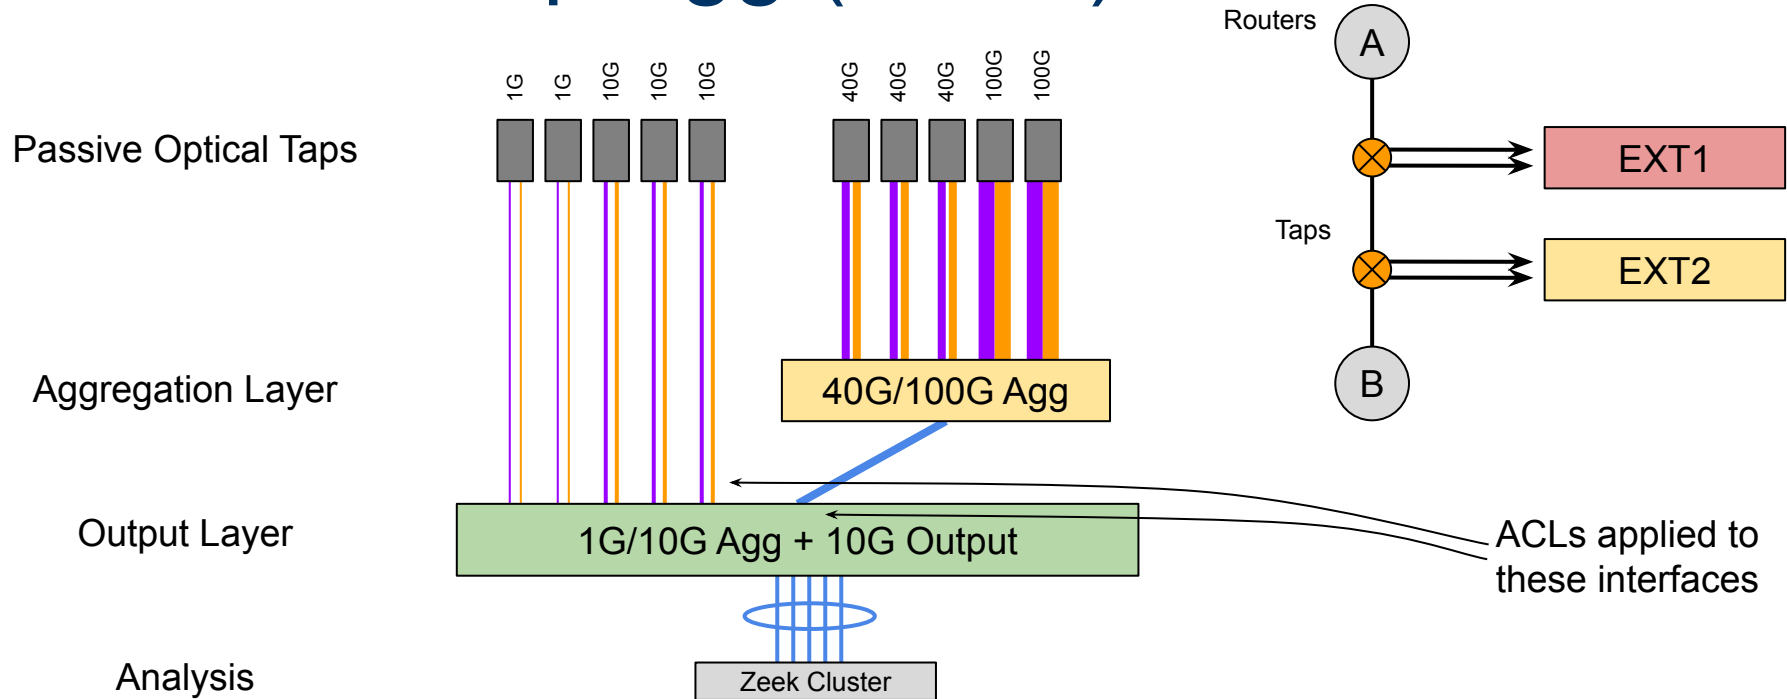 Routers
A
1G
1G
10G
10G
10G
40G
40G
40G
100G
100G
Passive Optical Taps
EXT1
Taps
EXT2
Aggregation Layer
40G/100G Agg
B
Output Layer
1G/10G Agg + 10G Output
ACLs applied to
these interfaces
Analysis
Zeek Cluster